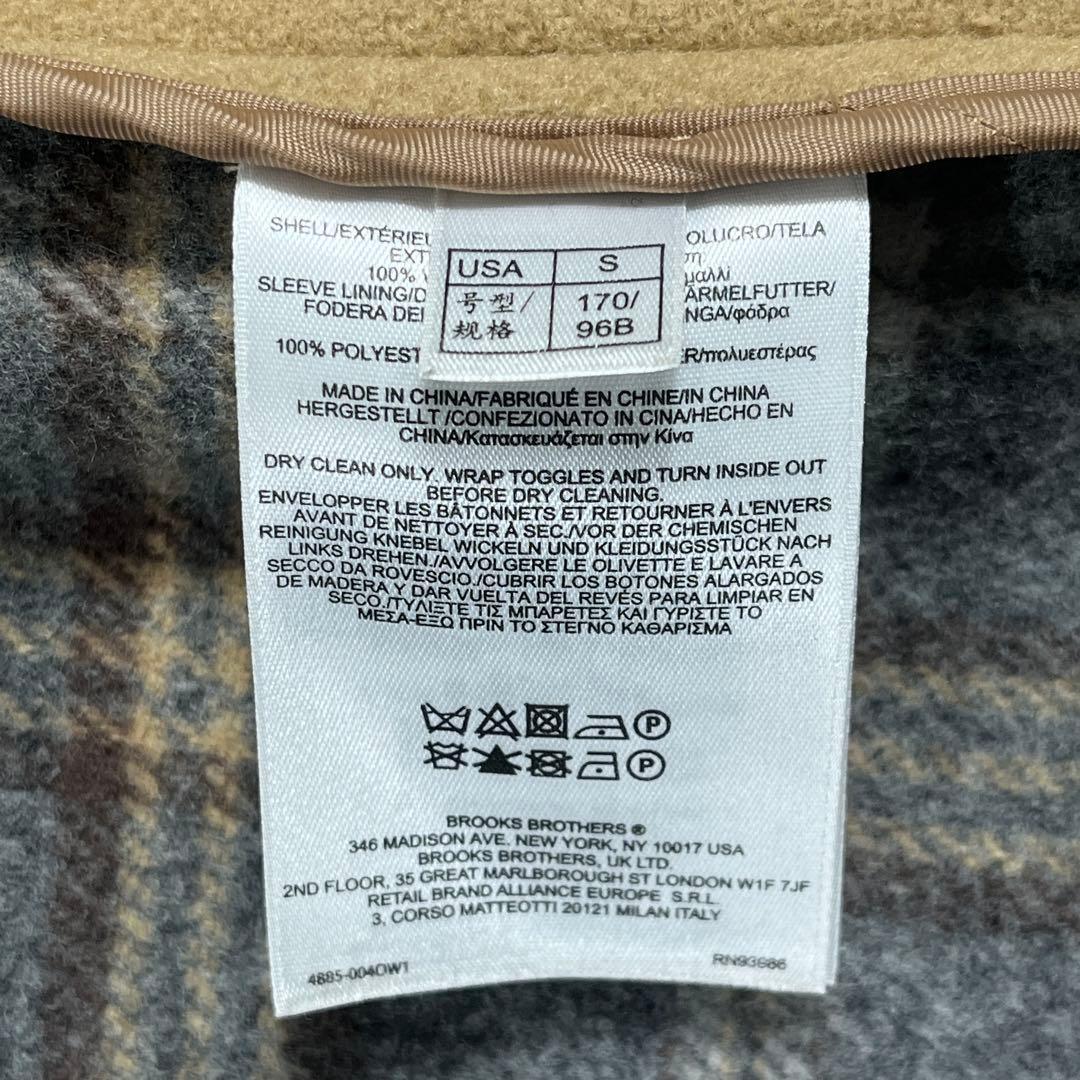 SHELL/EXTÉRIEU OLUCRO/TELA
EXT τη
100% μαλλί
SLEEVE LINING/D ÄRMELFUTTER/
FODERA DE NGA/φόδρα
100% POLYEST ER/πολυεστέρας
USA S
号型/ 170/
规格 96B
MADE IN CHINA/FABRIQUÉ EN CHINE/IN CHINA
HERGESTELLT /CONFEZIONATO IN CINA/HECHO EN
CHINA/Κατασκευάζεται στην Κίνα
DRY CLEAN ONLY. WRAP TOGGLES AND TURN INSIDE OUT
BEFORE DRY CLEANING.
ENVELOPPER LES BÂTONNETS ET RETOURNER À L'ENVERS
AVANT DE NETTOYER À SEC./VOR DER CHEMISCHEN
REINIGUNG KNEBEL WICKELN UND KLEIDUNGSSTÜCK NACH
LINKS DREHEN./AVVOLGERE LE OLIVETTE E LAVARE A
SECCO DA ROVESCIO./CUBRIR LOS BOTONES ALARGADOS
DE MADERA Y DAR VUELTA DEL REVÉS PARA LIMPIAR EN
SECO./ΤΥΛΙΞΤΕ ΤΙΣ ΜΠΑΡΕΤΕΣ ΚΑΙ ΓΥΡΙΣΤΕ ΤΟ
ΜΕΣΑ-ΕΞΩ ΠΡΙΝ ΤΟ ΣΤΕΓΝΟ ΚΑΘΑΡΙΣΜΑ
P
P
BROOKS BROTHERS ®
346 MADISON AVE. NEW YORK, NY 10017 USA
BROOKS BROTHERS, UK LTD.
2ND FLOOR, 35 GREAT MARLBOROUGH ST LONDON W1F 7JF
RETAIL BRAND ALLIANCE EUROPE S.R.L.
3, CORSO MATTEOTTI 20121 MILAN ITALY
4885-004OW1 RN93686